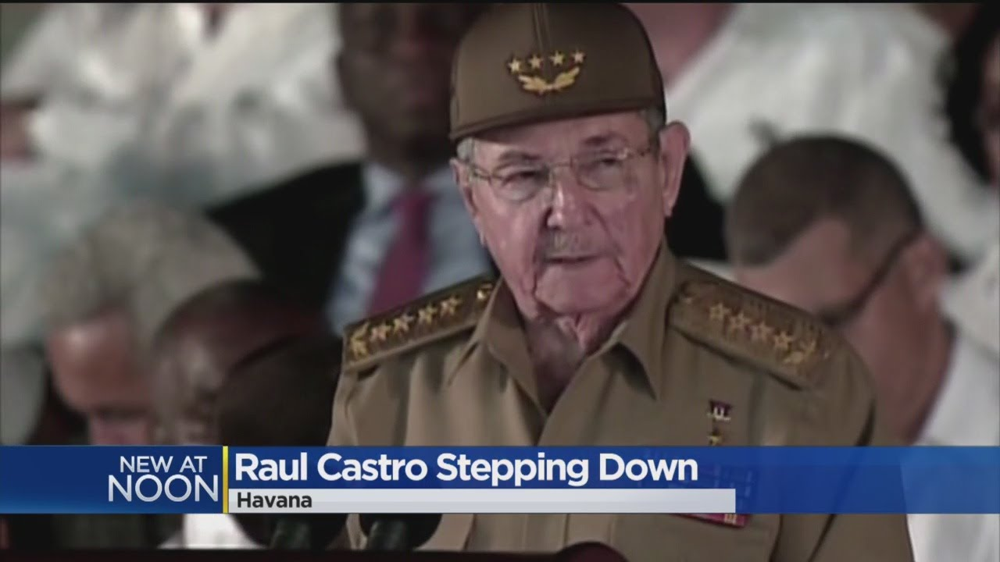 NEW AT
NOON
Raul Castro Stepping Down
Havana